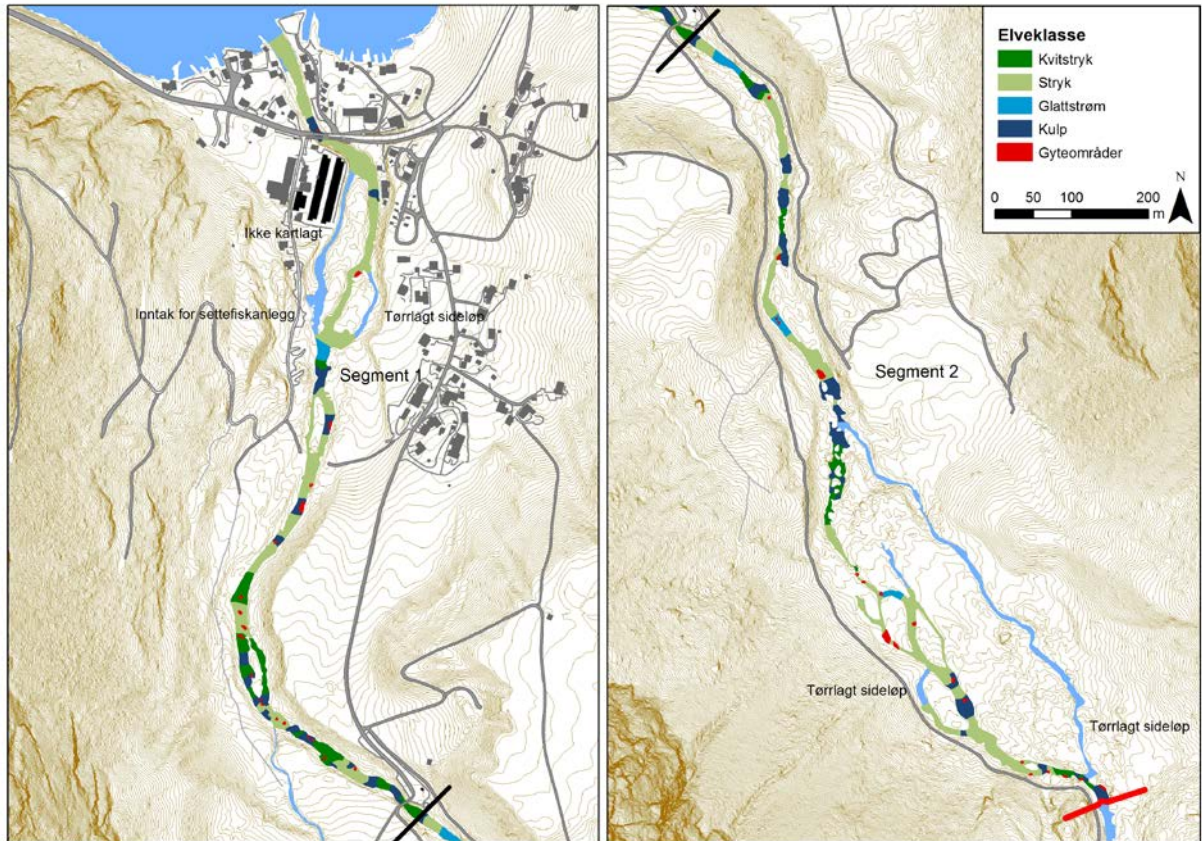 Ikke kartlagt
Inntak for settefiskanlegg
Tørrlagt sideløp
Segment 1
Elveklasse
Kvitstryk
Stryk
Glattstrøm
Kulp
Gyteområder
N
0 50 100 200
m
Segment 2
Tørrlagt sideløp
Tørrlagt sideløp